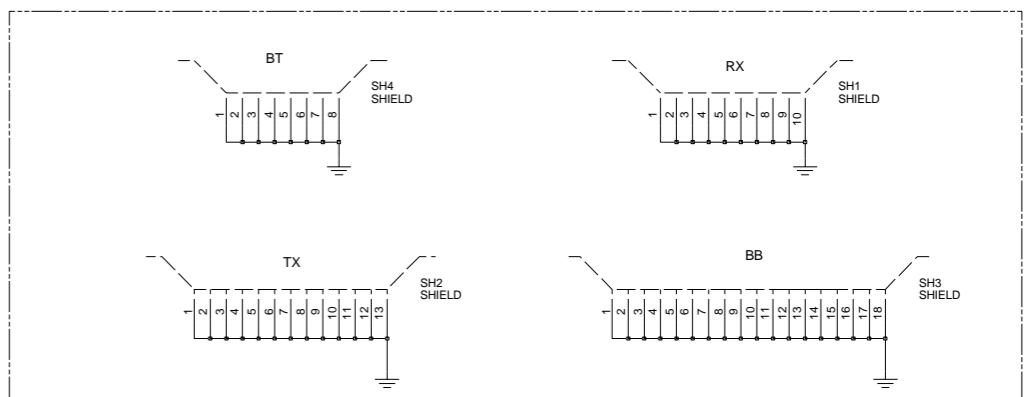 BT
SH4
SHIELD
1 2 3 4 5 6 7 8
RX
SH1
SHIELD
1 2 3 4 5 6 7 8 9 10
TX
SH2
SHIELD
1 2 3 4 5 6 7 8 9 10 11 12 13
BB
SH3
SHIELD
1 2 3 4 5 6 7 8 9 10 11 12 13 14 15 16 17 18